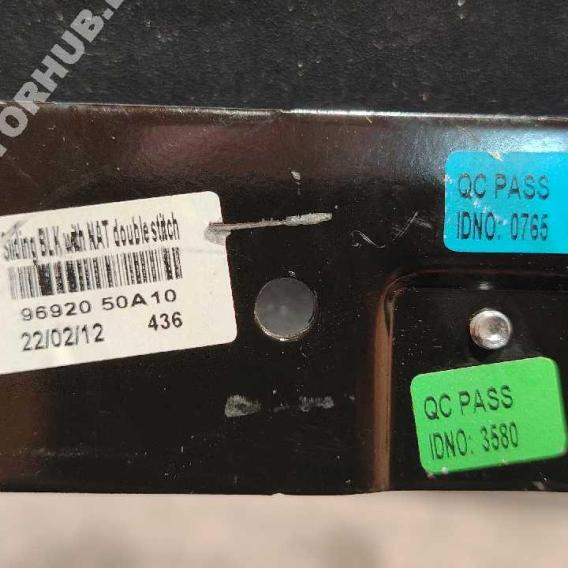 Sliding BLK with NAT double stitch
96920 50A10
22/02/12 436
QC PASS
IDNO: 0765
QC PASS
IDNO: 3580